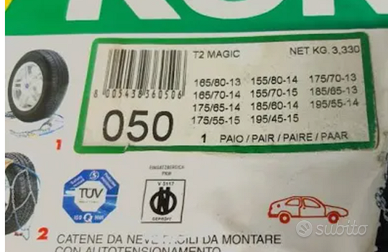 KON
T2 MAGIC
NET KG. 3,330
8 005438 360506
050
165/80-13 155/80-14 175/70-13
165/70-14 155/70-15 185/65-13
175/65-14 185/60-14 195/55-14
175/55-15 195/45-15
1 PAIO / PAIR / PAIRE / PAAR
1
TÜV
V 5117
2
CATENE DA NEVE FACILI DA MONTARE
CON AUTOTENSIONAMENTO
subito